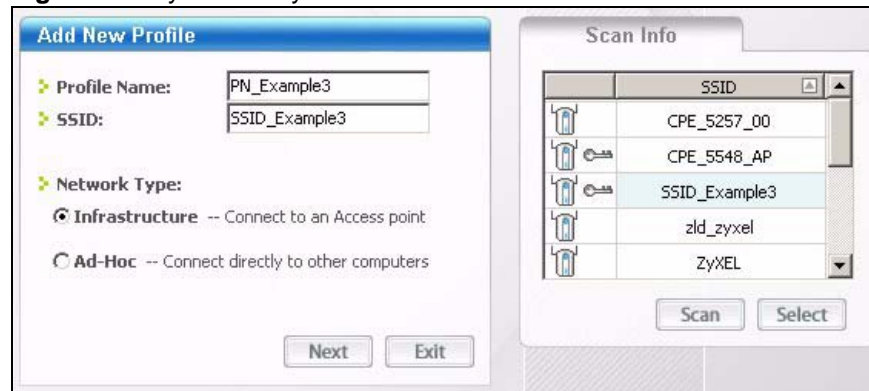 Add New Profile
Profile Name: PN_Example3
SSID: SSID_Example3
Network Type:
Infrastructure -- Connect to an Access point
Ad-Hoc -- Connect directly to other computers
Next Exit
Scan Info
SSID
CPE_5257_00
CPE_5548_AP
SSID_Example3
zld_zyxel
ZyXEL
Scan Select